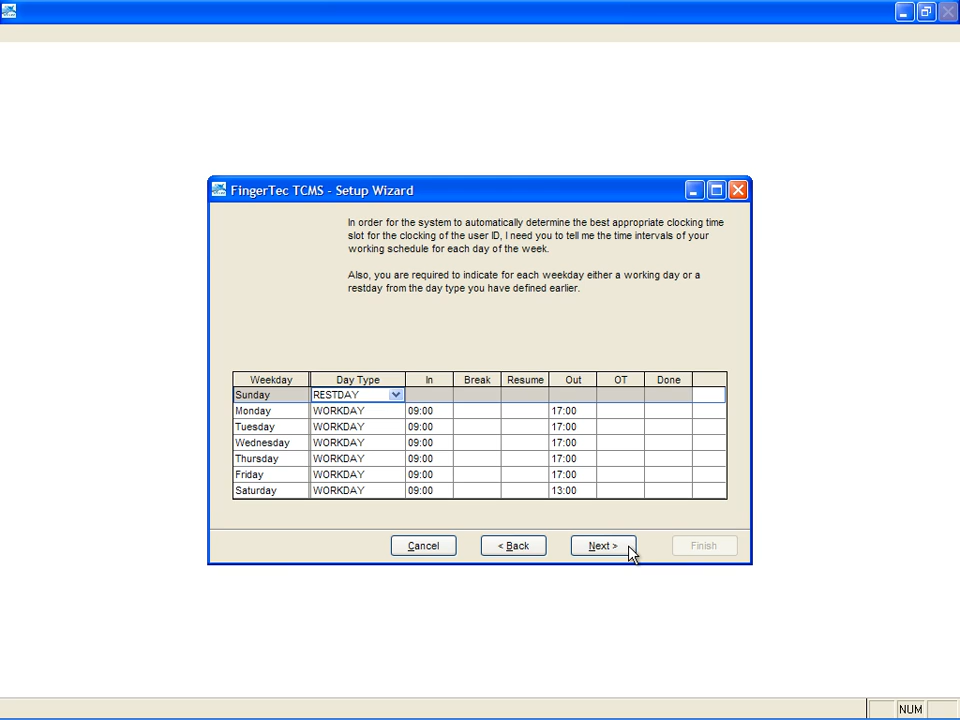 FingerTec TCMS - Setup Wizard
In order for the system to automatically determine the best appropriate clocking time
slot for the clocking of the user ID, I need you to tell me the time intervals of your
working schedule for each day of the week.
Also, you are required to indicate for each weekday either a working day or a
restday from the day type you have defined earlier.
Weekday Day Type In Break Resume Out OT Done
Sunday RESTDAY
Monday WORKDAY 09:00 17:00
Tuesday WORKDAY 09:00 17:00
Wednesday WORKDAY 09:00 17:00
Thursday WORKDAY 09:00 17:00
Friday WORKDAY 09:00 17:00
Saturday WORKDAY 09:00 13:00
Cancel < Back Next > Finish
NUM